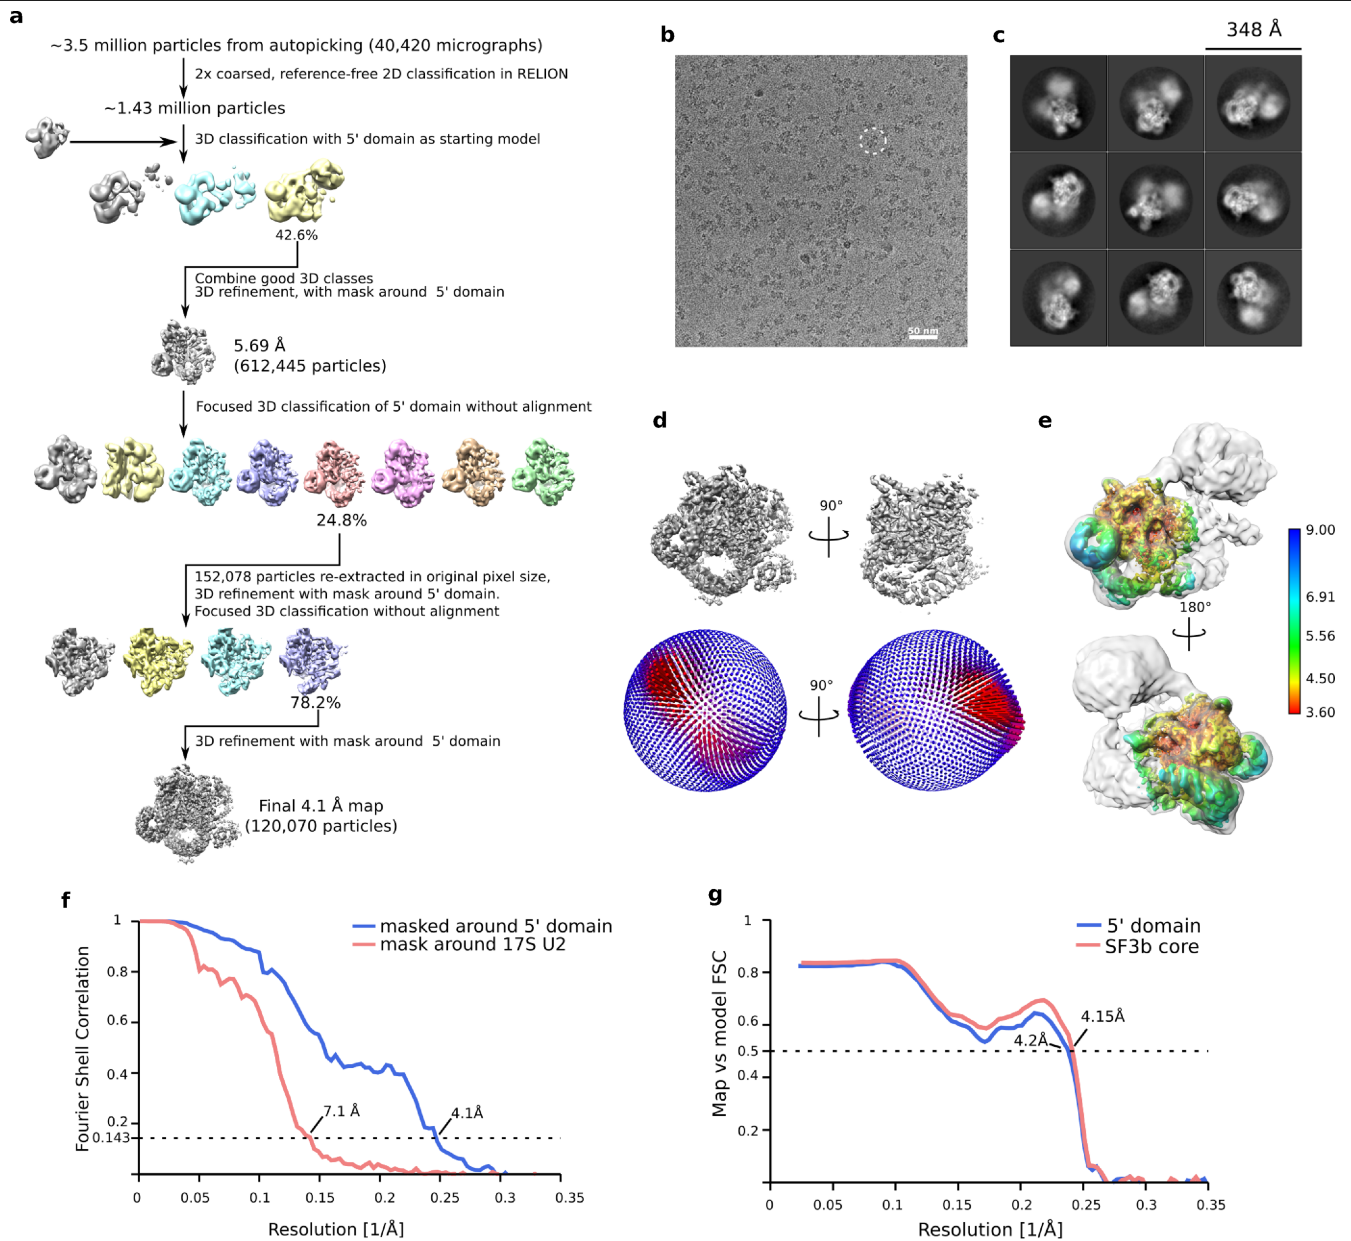 a
~3.5 million particles from autopicking (40,420 micrographs)
2x coarsed, reference-free 2D classification in RELION
~1.43 million particles
3D classification with 5' domain as starting model
42.6%
Combine good 3D classes
3D refinement, with mask around 5' domain
5.69 Å
(612,445 particles)
Focused 3D classification of 5' domain without alignment
24.8%
152,078 particles re-extracted in original pixel size,
3D refinement with mask around 5' domain.
Focused 3D classification without alignment
78.2%
3D refinement with mask around 5' domain
Final 4.1 Å map
(120,070 particles)
b
50 nm
c
348 Å
d
90°
90°
e
180°
9.00
6.91
5.56
4.50
3.60
f
Fourier Shell Correlation
1
0.8
0.6
0.4
0.2
0.143
masked around 5' domain
mask around 17S U2
7.1 Å
4.1Å
0
0.05
0.1
0.15
0.2
0.25
0.3
0.35
Resolution [1/Å]
g
Map vs model FSC
1
0.8
0.6
0.5
0.4
0.2
5' domain
SF3b core
4.15Å
4.2Å
0
0.05
0.1
0.15
0.2
0.25
0.3
0.35
Resolution [1/Å]